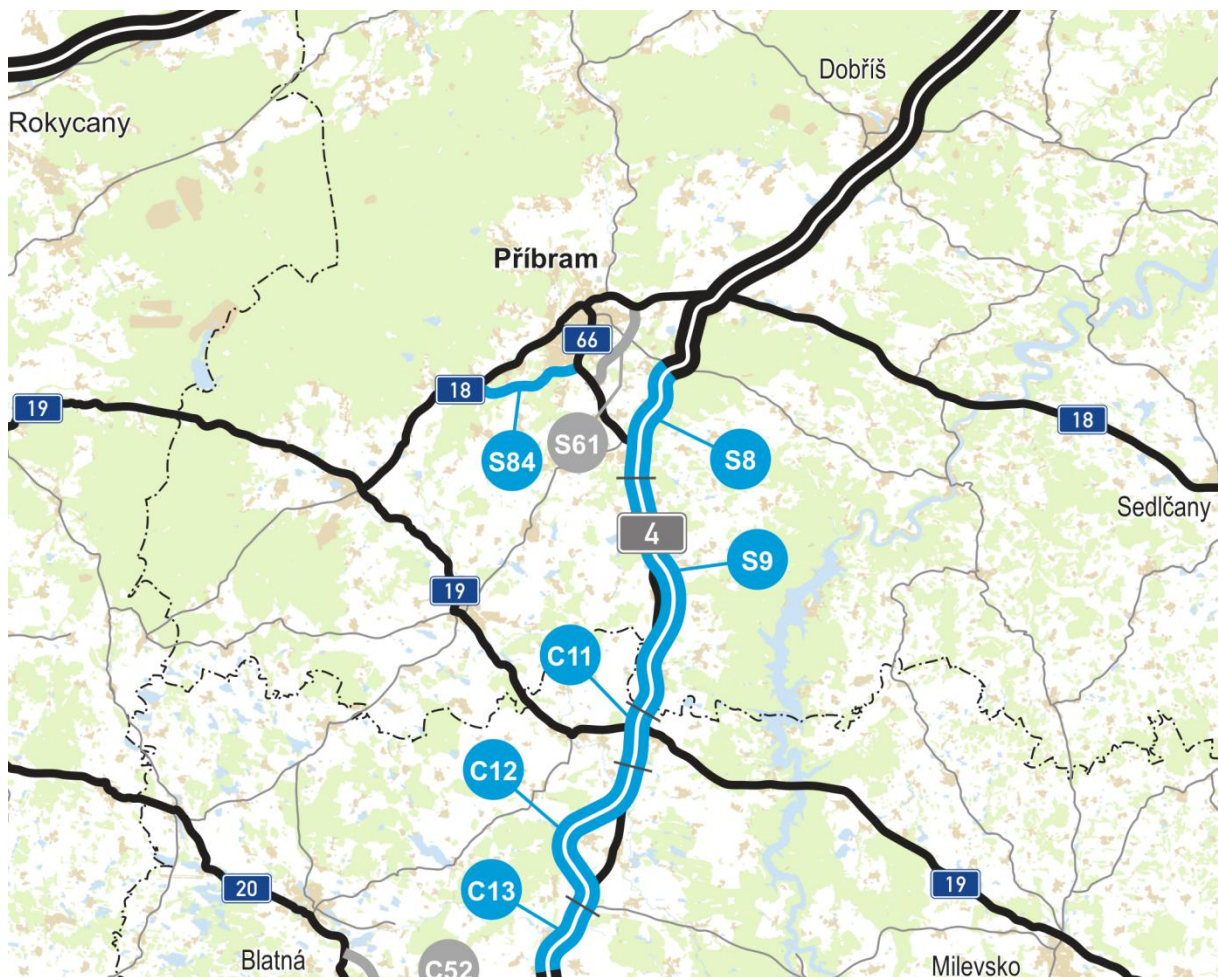 Dobříš
Rokycany
Příbram
66
18
19
S84
S61
S8
18
Sedlčany
4
S9
19
C11
C12
20
C13
19
Blatná
C52
Milevsko